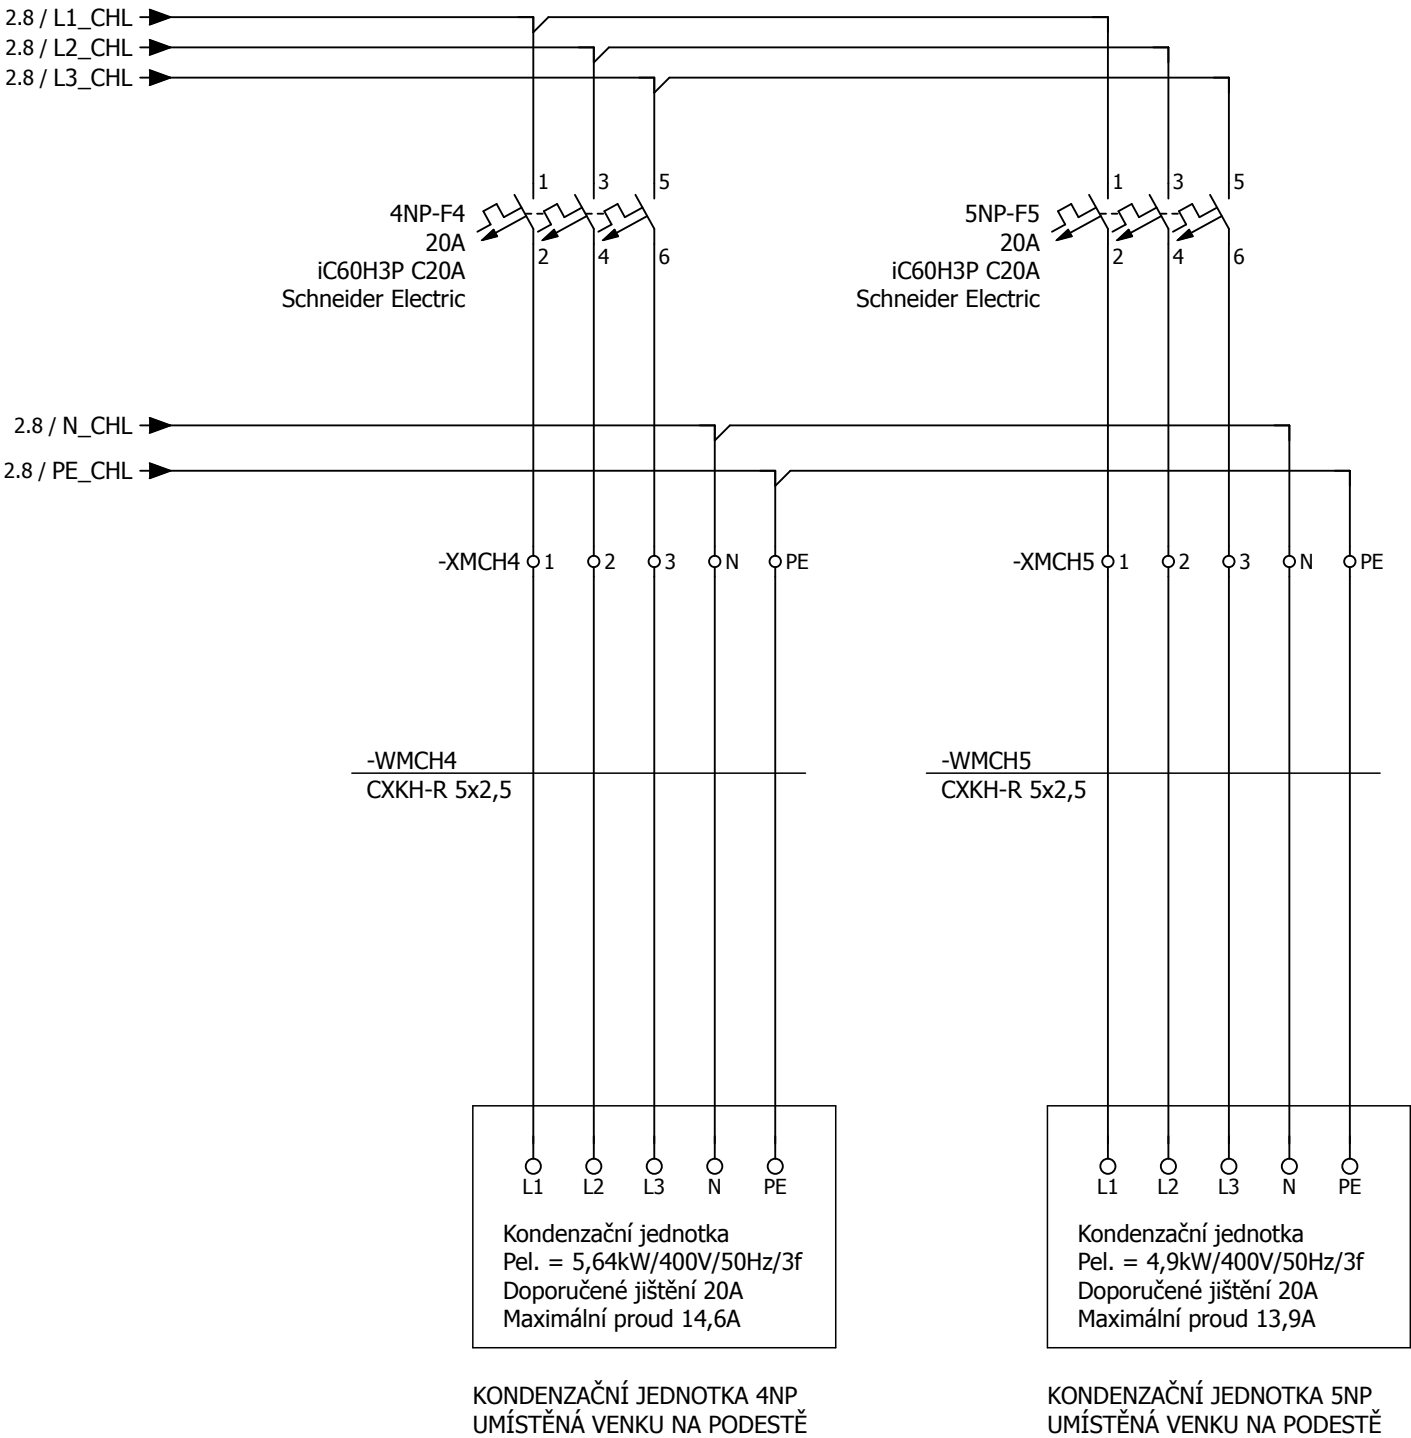 2.8 / L1_CHL
2.8 / L2_CHL
2.8 / L3_CHL
1 3 5
4NP-F4
20A
iC60H3P C20A
Schneider Electric
2 4 6
1 3 5
5NP-F5
20A
iC60H3P C20A
Schneider Electric
2 4 6
2.8 / N_CHL
2.8 / PE_CHL
-XMCH4 1 2 3 N PE
-XMCH5 1 2 3 N PE
-WMCH4
CXKH-R 5x2,5
-WMCH5
CXKH-R 5x2,5
L1 L2 L3 N PE
Kondenzační jednotka
Pel. = 5,64kW/400V/50Hz/3f
Doporučené jištění 20A
Maximální proud 14,6A
KONDENZAČNÍ JEDNOTKA 4NP
UMÍSTĚNÁ VENKU NA PODESTĚ
L1 L2 L3 N PE
Kondenzační jednotka
Pel. = 4,9kW/400V/50Hz/3f
Doporučené jištění 20A
Maximální proud 13,9A
KONDENZAČNÍ JEDNOTKA 5NP
UMÍSTĚNÁ VENKU NA PODESTĚ